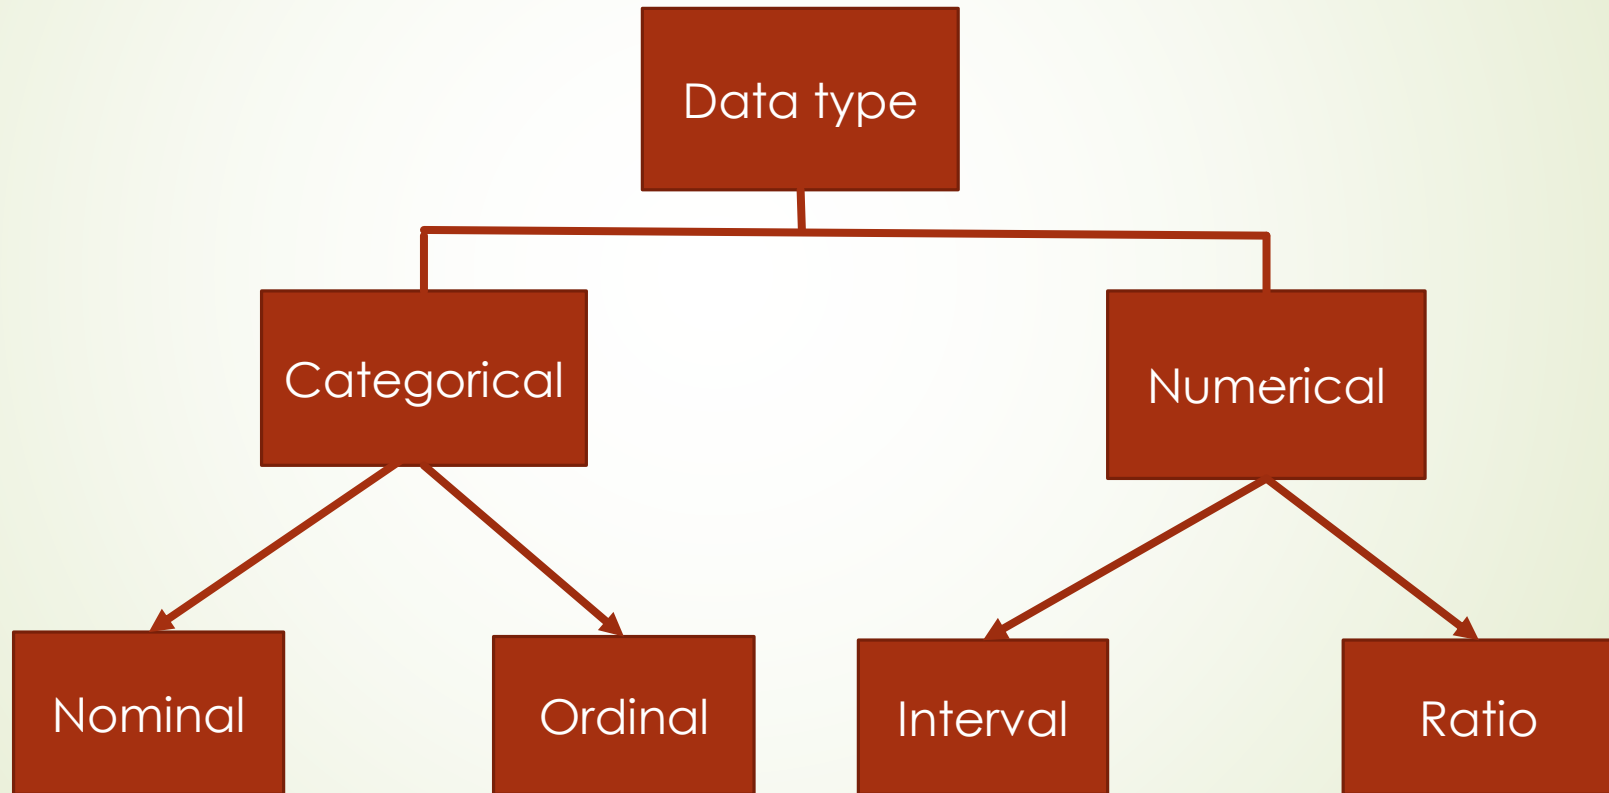 Data type
Categorical
Numerical
Nominal
Ordinal
Interval
Ratio